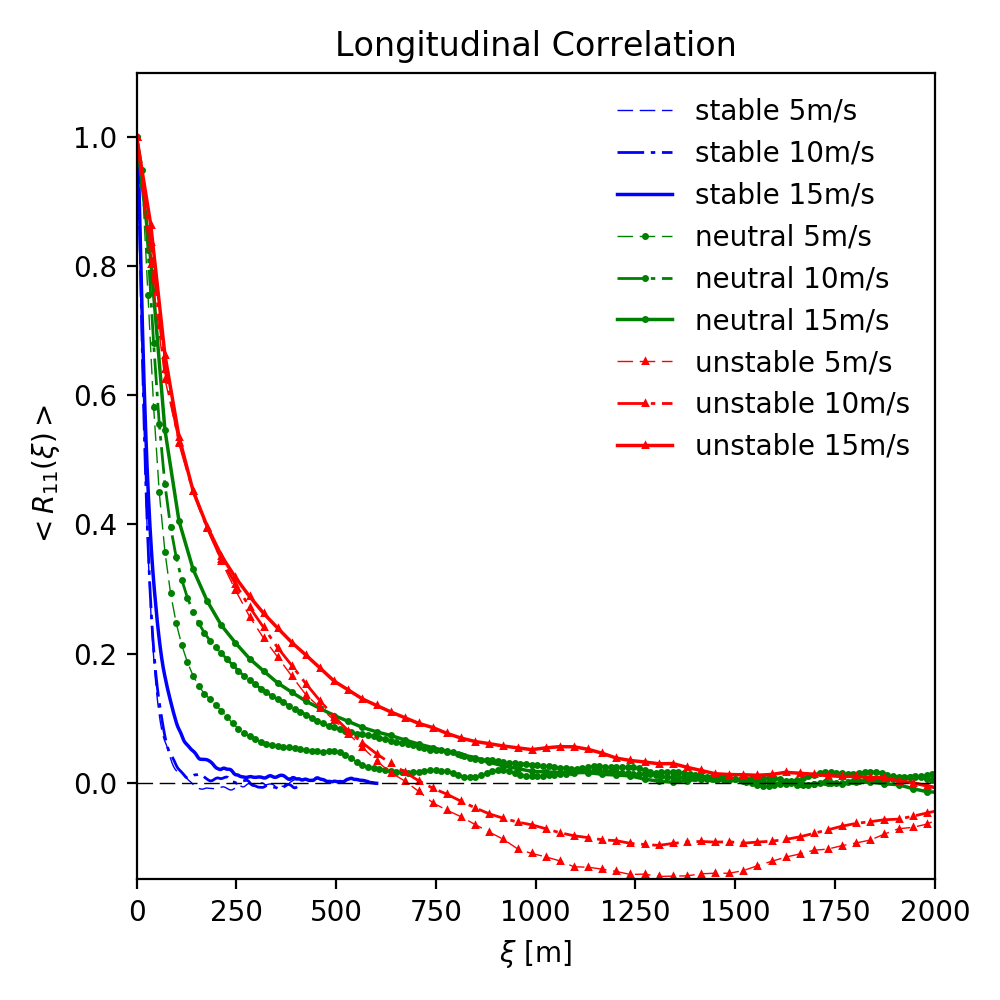 Longitudinal Correlation
stable 5m/s
stable 10m/s
stable 15m/s
neutral 5m/s
neutral 10m/s
neutral 15m/s
unstable 5m/s
unstable 10m/s
unstable 15m/s
< R₁₁(ξ) >
1.0
0.8
0.6
0.4
0.2
0.0
0 250 500 750 1000 1250 1500 1750 2000
ξ [m]